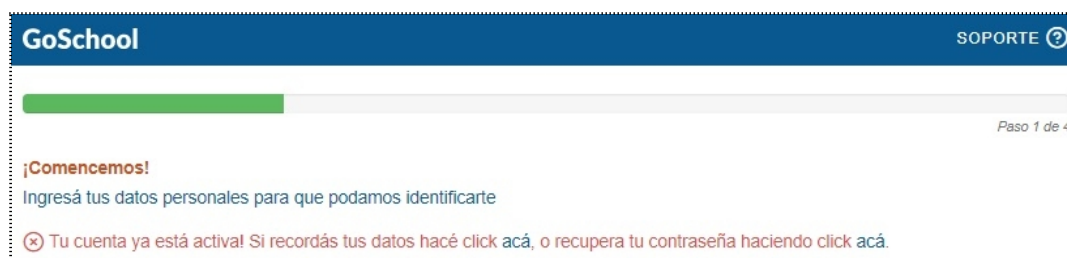 GoSchool
SOPORTE
Paso 1 de 4
¡Comencemos!
Ingresá tus datos personales para que podamos identificarte
Tu cuenta ya está activa! Si recordás tus datos hacé click acá, o recupera tu contraseña haciendo click acá.